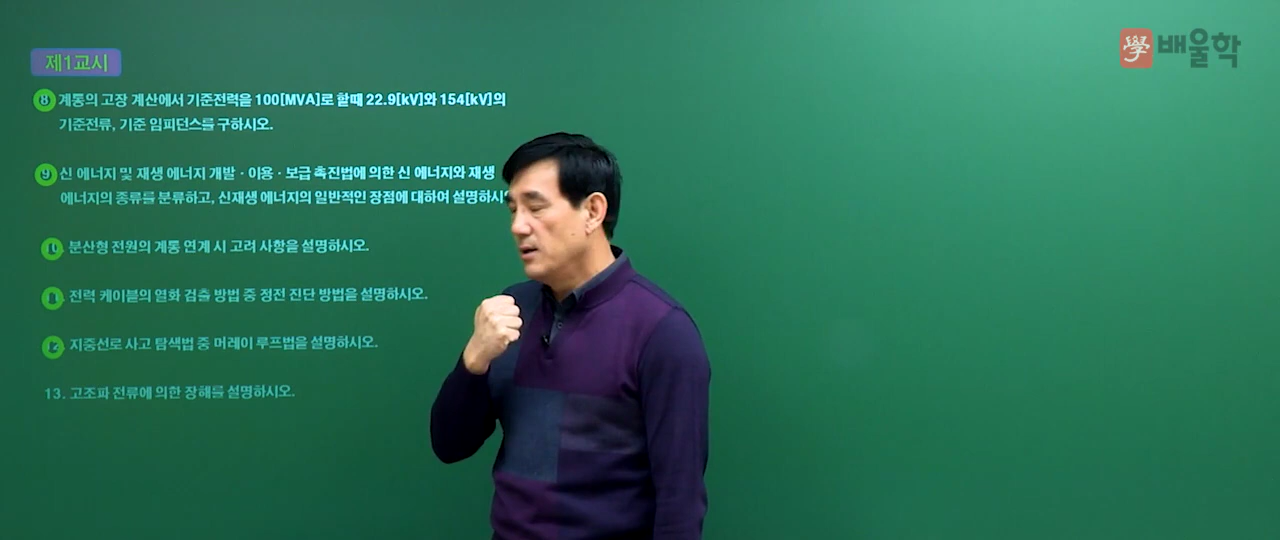 제1교시
學 배울학
8 계통의 고장 계산에서 기준전력을 100[MVA]로 할때 22.9[kV]와 154[kV]의
기준전류, 기준 임피던스를 구하시오.
9 신 에너지 및 재생 에너지 개발 · 이용 · 보급 촉진법에 의한 신 에너지와 재생
에너지의 종류를 분류하고, 신재생 에너지의 일반적인 장점에 대하여
10. 분산형 전원의 계통 연계 시 고려 사항을 설명하시오.
11. 전력 케이블의 열화 검출 방법 중 정전 진단 방법을 설명하시오.
12. 지중선로 사고 탐색법 중 머레이 루프법을 설명하시오.
13. 고조파 전류에 의한 장해를 설명하시오.